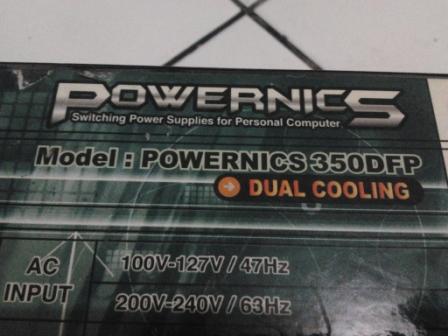 POWERNICS
Switching Power Supplies for Personal Computer
Model : POWERNICS 350DFP
DUAL COOLING
AC INPUT
100V-127V / 47Hz
200V-240V / 63Hz